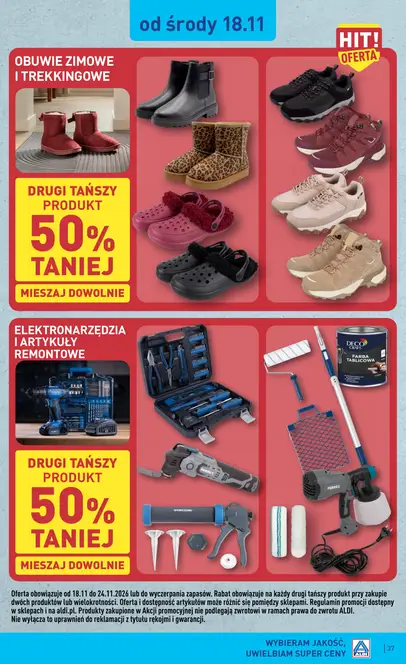 od środy 18.11
HIT!
OFERTA
OBUWIE ZIMOWE
I TREKKINGOWE
DRUGI TAŃSZY
PRODUKT
50%
TANIEJ
MIESZAJ DOWOLNIE
ELEKTRONARZĘDZIA
I ARTYKUŁY
REMONTOWE
DECO
FARBA
TABLICOWA
DRUGI TAŃSZY
PRODUKT
50%
TANIEJ
MIESZAJ DOWOLNIE
Oferta obowiązuje od 18.11 do 24.11.2026 lub do wyczerpania zapasów. Rabat obowiązuje na każdy drugi tańszy produkt przy zakupie
dwóch produktów lub wielokrotności. Oferta i dostępność artykułów może różnić się pomiędzy sklepami. Regulamin promocji dostępny
w sklepach i na aldi.pl. Produkty zakupione w Akcji promocyjnej nie podlegają zwrotowi w ramach prawa do zwrotu ALDI.
Nie wyłącza to uprawnień do reklamacji z tytułu rękojmi i gwarancji.
WYBIERAM JAKOŚĆ,
UWIELBIAM SUPER CENY
ALDI
37